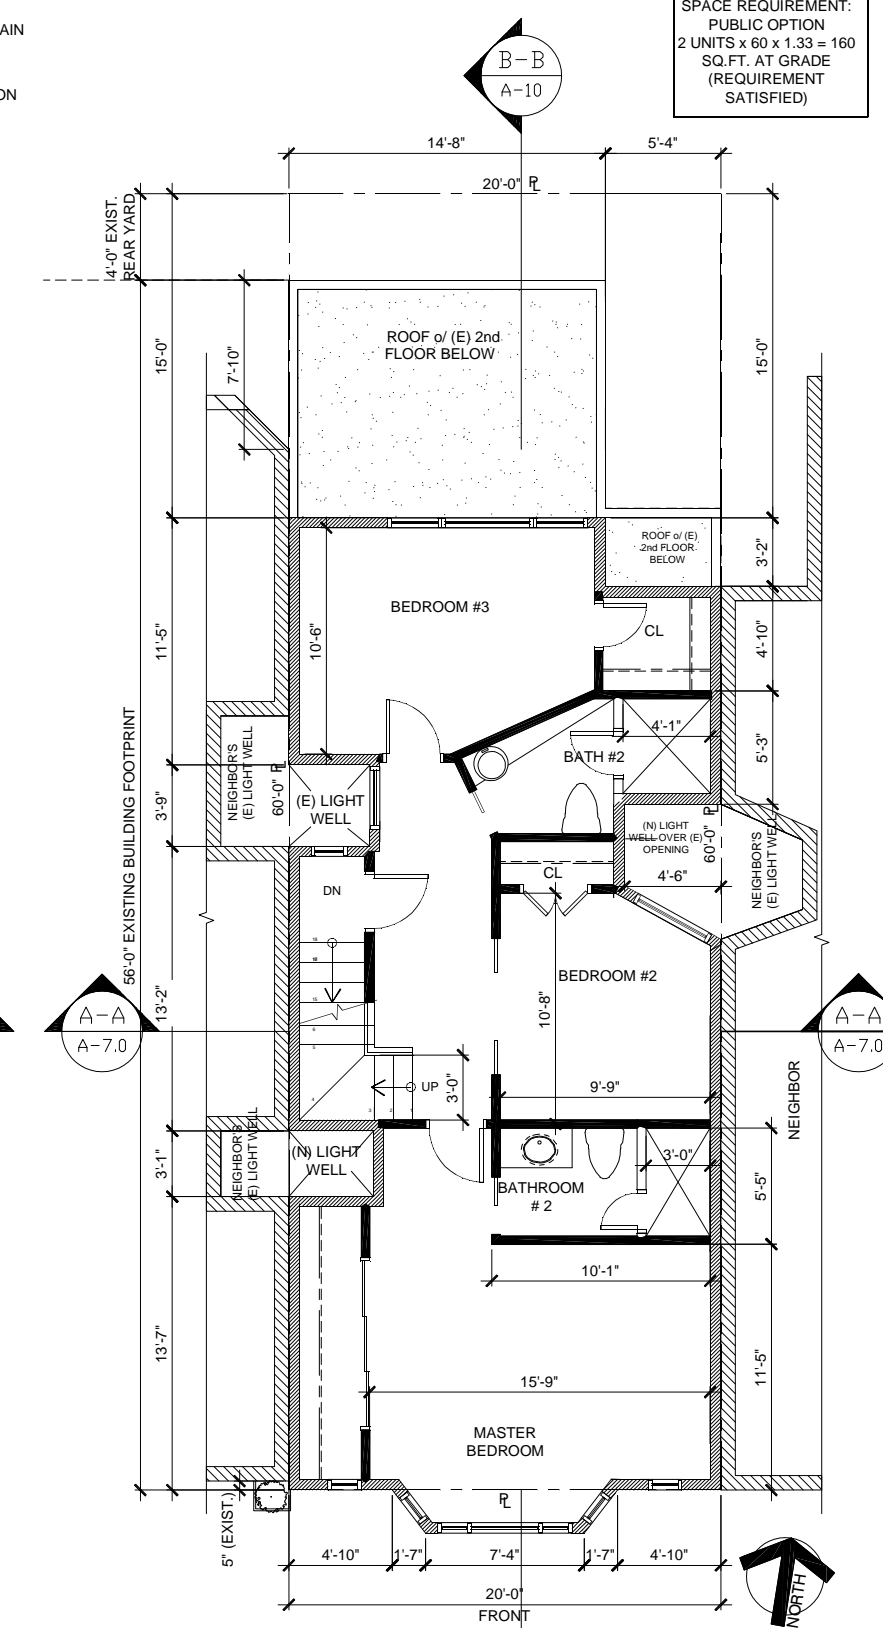 AIN
ON
SPACE REQUIREMENT:
PUBLIC OPTION
2 UNITS x 60 x 1.33 = 160
SQ.FT. AT GRADE
(REQUIREMENT
SATISFIED)
B-B
A-10
14'-8"
5'-4"
20'-0" PL
4'-0" EXIST.
REAR YARD
15'-0"
7'-10"
ROOF o/ (E) 2nd
FLOOR BELOW
15'-0"
ROOF o/ (E)
2nd FLOOR
BELOW
3'-2"
BEDROOM #3
CL
10'-6"
11'-5"
4'-10"
56'-0" EXISTING BUILDING FOOTPRINT
4'-1"
BATH #2
5'-3"
NEIGHBOR'S
(E) LIGHT WELL
60'-0" PL
(E) LIGHT
WELL
3'-9"
(N) LIGHT
WELL OVER (E)
OPENING
60'-0" PL
NEIGHBOR'S
(E) LIGHT WELL
CL
4'-6"
DN
BEDROOM #2
10'-8"
13'-2"
A-A
A-7.0
A-A
A-7.0
15
6
5
4
3
2
1
UP
3'-0"
9'-9"
NEIGHBOR
NEIGHBOR'S
(E) LIGHT WELL
(N) LIGHT
WELL
3'-1"
3'-0"
BATHROOM
# 2
5'-5"
10'-1"
13'-7"
15'-9"
11'-5"
MASTER
BEDROOM
PL
5" (EXIST.)
4'-10"
1'-7"
7'-4"
1'-7"
4'-10"
20'-0"
FRONT
NORTH